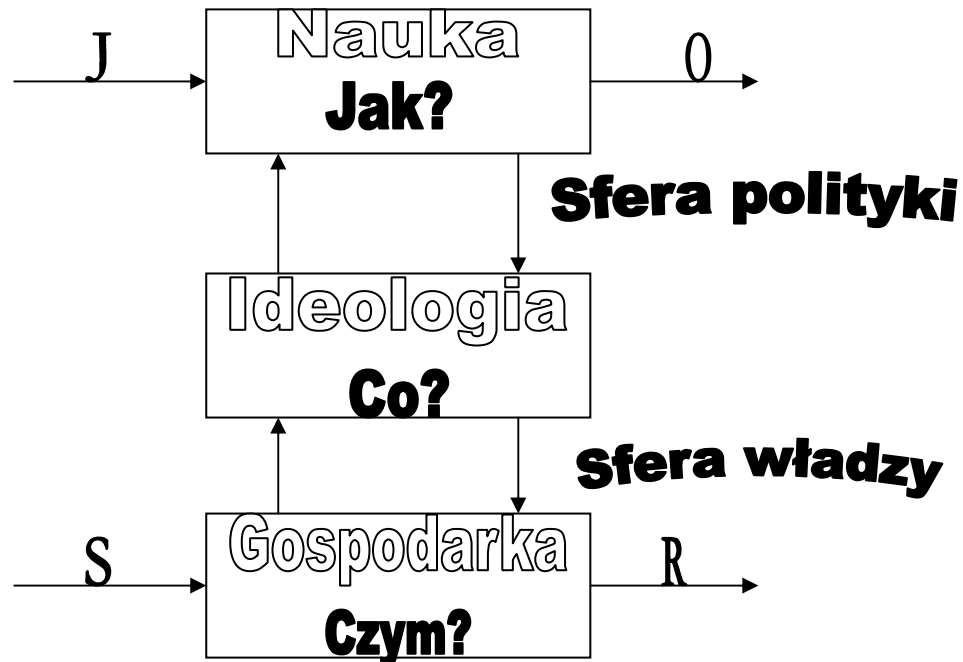 J
Nauka
O
Jak?
Sfera polityki
Ideologia
Co?
Sfera władzy
S
Gospodarka
R
Czym?